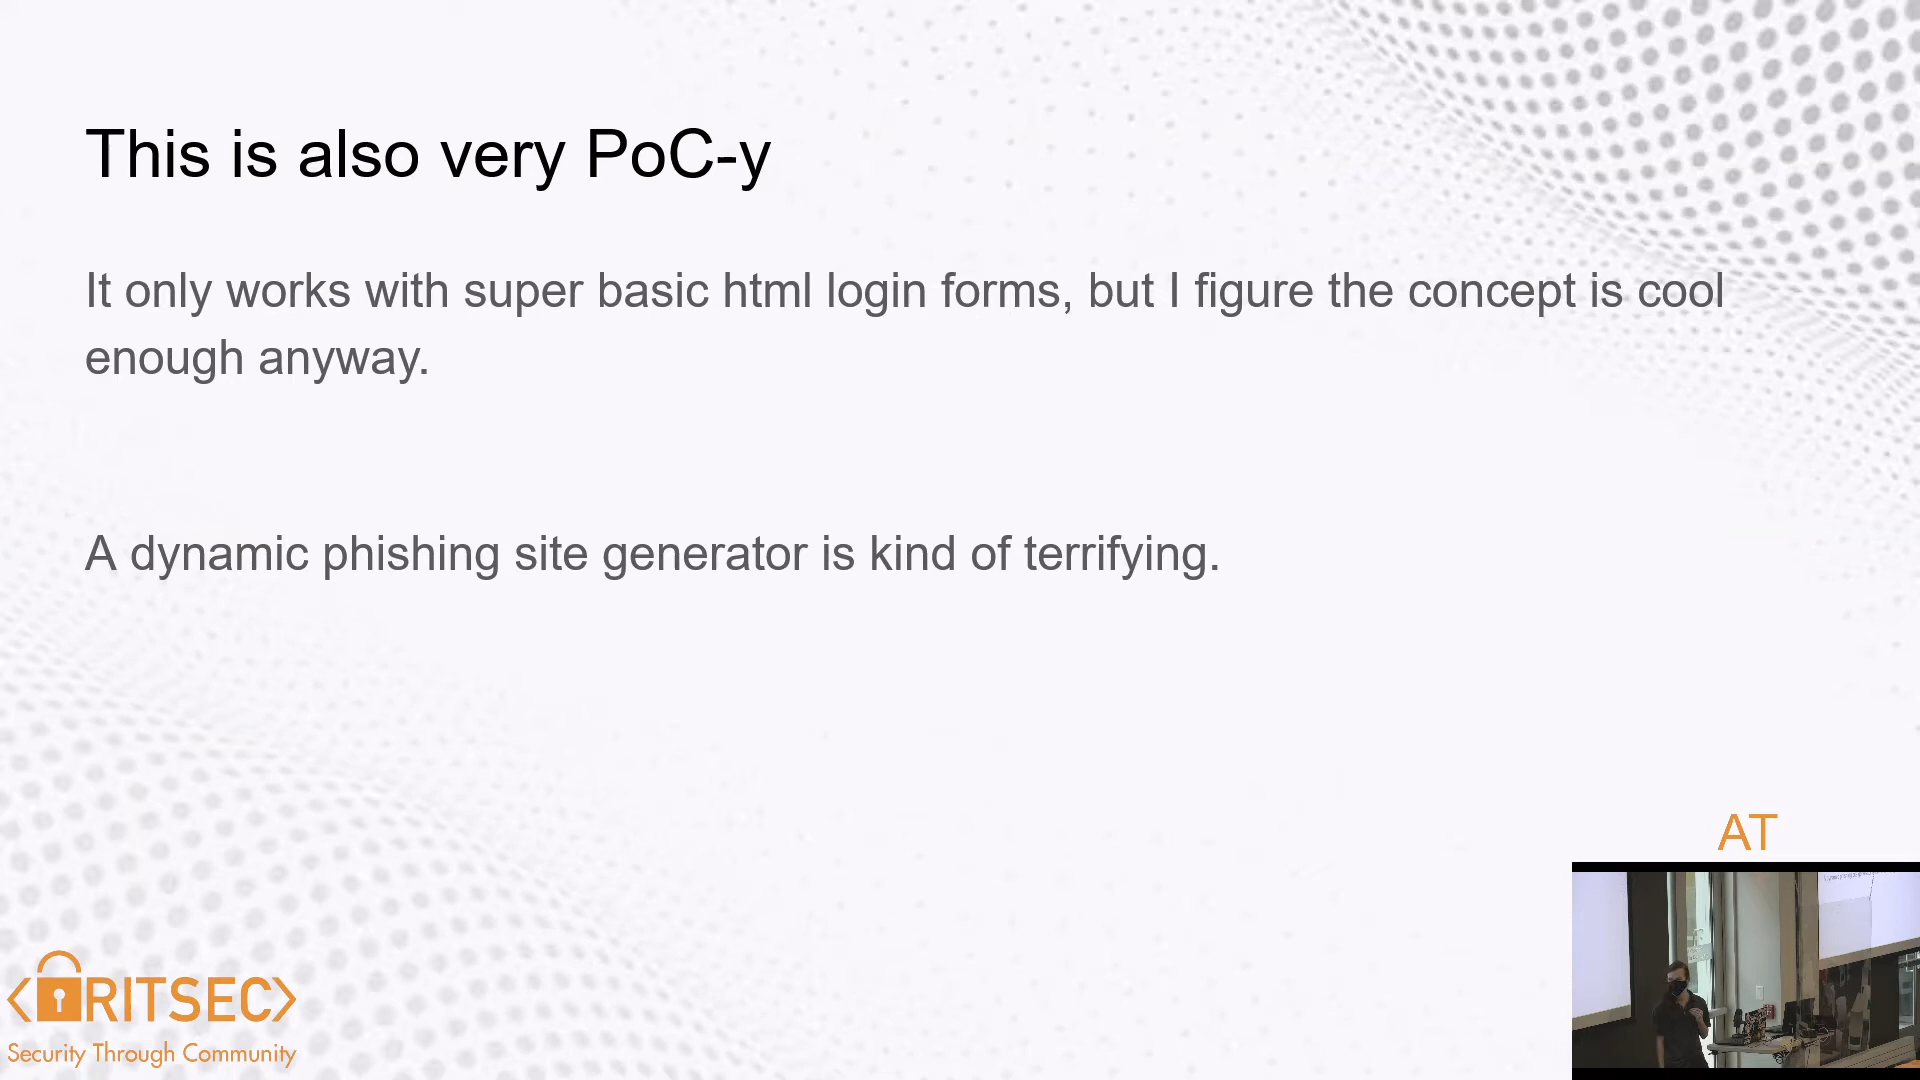 This is also very PoC-y
It only works with super basic html login forms, but I figure the concept is cool
enough anyway.
A dynamic phishing site generator is kind of terrifying.
AT
RITSEC
Security Through Community